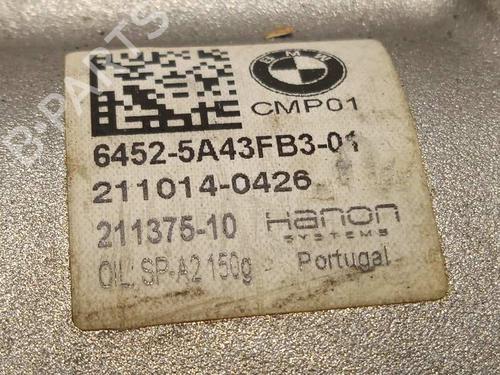 BMW
CMP01
6452-5A43FB3-01
211014-0426
211375-10 Hanon
SYSTEMS
OIL: SP-A2 150g Portugal
B-PARTS